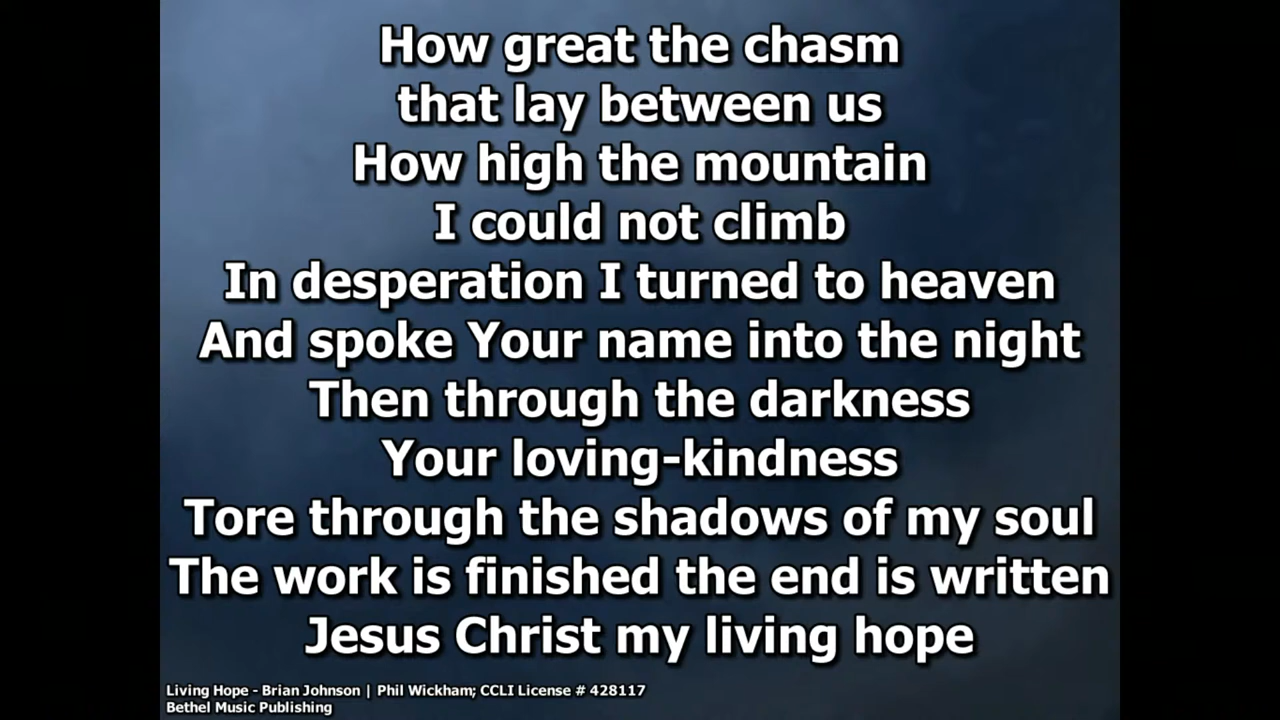 How great the chasm
that lay between us
How high the mountain
I could not climb
In desperation I turned to heaven
And spoke Your name into the night
Then through the darkness
Your loving-kindness
Tore through the shadows of my soul
The work is finished the end is written
Jesus Christ my living hope
Living Hope - Brian Johnson | Phil Wickham; CCLI License # 428117
Bethel Music Publishing